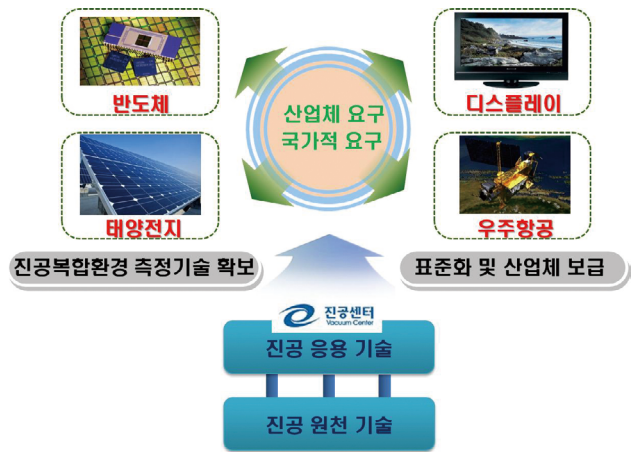 반도체
디스플레이
산업체 요구
국가적 요구
태양전지
우주항공
진공복합환경 측정기술 확보
표준화 및 산업체 보급
진공센터
Vacuum Center
진공 응용 기술
진공 원천 기술